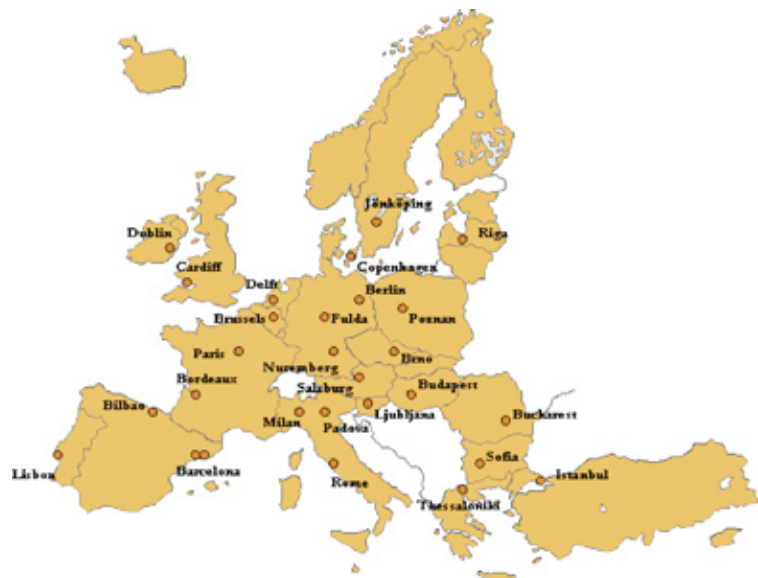 Jönköping
Dublin
Riga
Cardiff
Copenhagen
Delft
Berlin
Brussels
Fulda
Poznan
Paris
Nuremberg
Brno
Bordeaux
Salzburg
Budapest
Bilbao
Milan
Padova
Ljubljana
Bucharest
Lisbon
Barcelona
Rome
Sofia
Istanbul
Thessaloniki